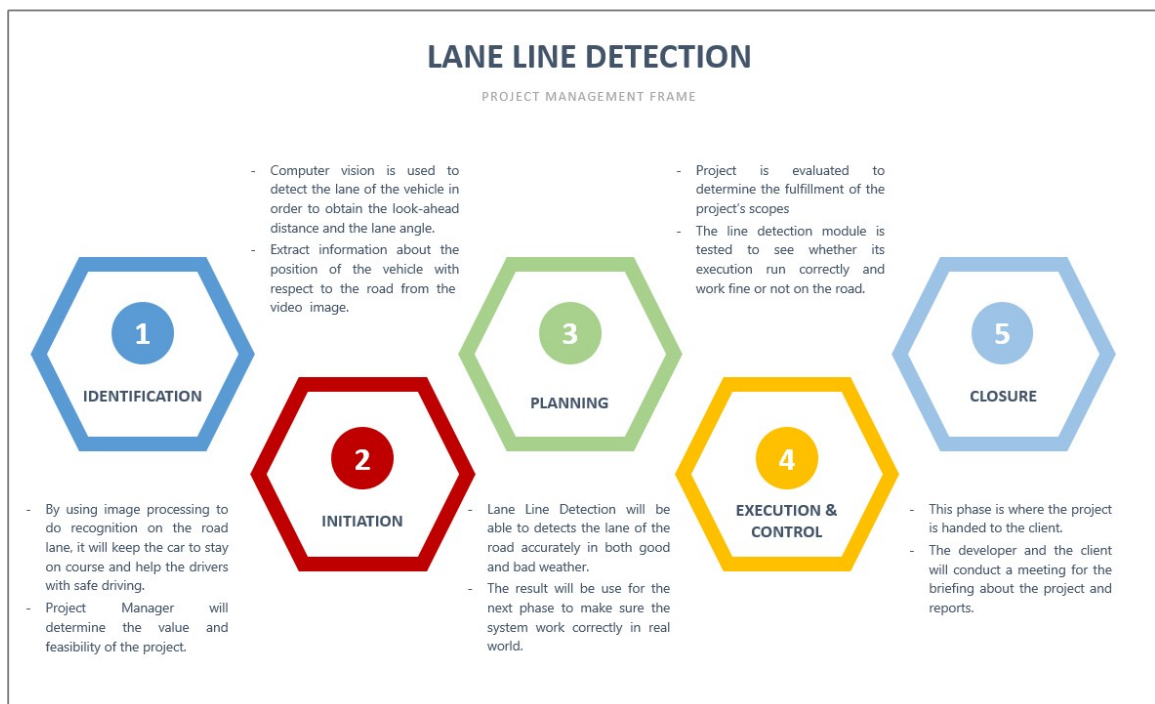 LANE LINE DETECTION
PROJECT MANAGEMENT FRAME
1
IDENTIFICATION
- By using image processing to
do recognition on the road
lane, it will keep the car to stay
on course and help the drivers
with safe driving.
- Project Manager will
determine the value and
feasibility of the project.
- Computer vision is used to
detect the lane of the vehicle in
order to obtain the look-ahead
distance and the lane angle.
- Extract information about the
position of the vehicle with
respect to the road from the
video image.
2
INITIATION
3
PLANNING
- Lane Line Detection will be
able to detects the lane of the
road accurately in both good
and bad weather.
- The result will be use for the
next phase to make sure the
system work correctly in real
world.
- Project is evaluated to
determine the fulfillment of the
project's scopes
- The line detection module is
tested to see whether its
execution run correctly and
work fine or not on the road.
4
EXECUTION &
CONTROL
5
CLOSURE
- This phase is where the project
is handed to the client.
- The developer and the client
will conduct a meeting for the
briefing about the project and
reports.